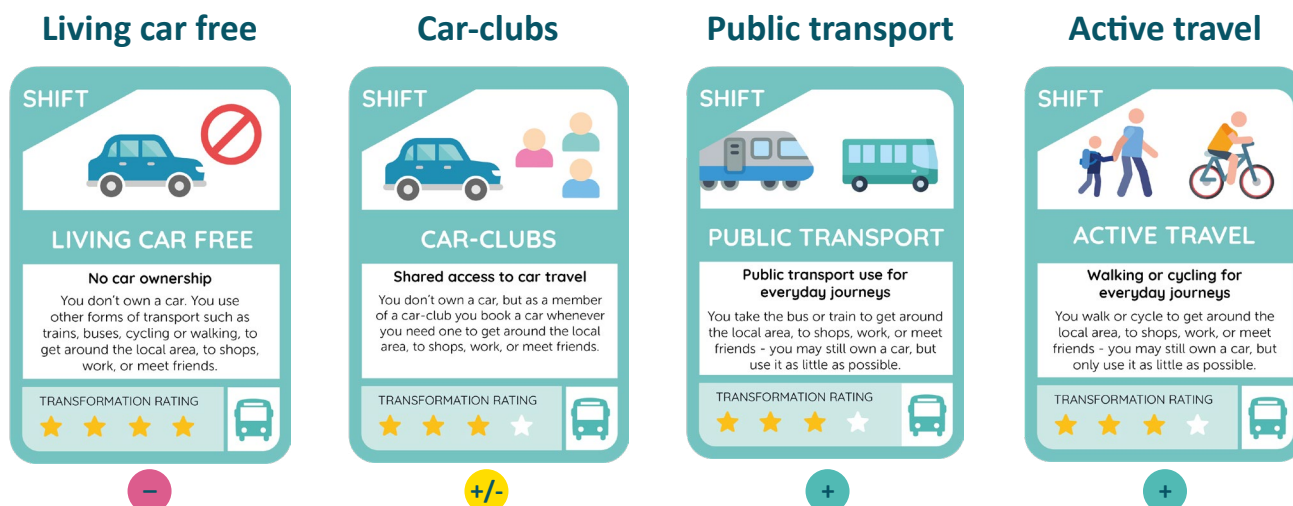 Living car free
SHIFT
LIVING CAR FREE
No car ownership
You don't own a car. You use
other forms of transport such as
trains, buses, cycling or walking, to
get around the local area, to shops,
work, or meet friends.
TRANSFORMATION RATING
–
Car-clubs
SHIFT
CAR-CLUBS
Shared access to car travel
You don't own a car, but as a member
of a car-club you book a car whenever
you need one to get around the local
area, to shops, work, or meet friends.
TRANSFORMATION RATING
+/-
Public transport
SHIFT
PUBLIC TRANSPORT
Public transport use for
everyday journeys
You take the bus or train to get around
the local area, to shops, work, or meet
friends - you may still own a car, but
use it as little as possible.
TRANSFORMATION RATING
+
Active travel
SHIFT
ACTIVE TRAVEL
Walking or cycling for
everyday journeys
You walk or cycle to get around the
local area, to shops, work, or meet
friends - you may still own a car, but
only use it as little as possible.
TRANSFORMATION RATING
+